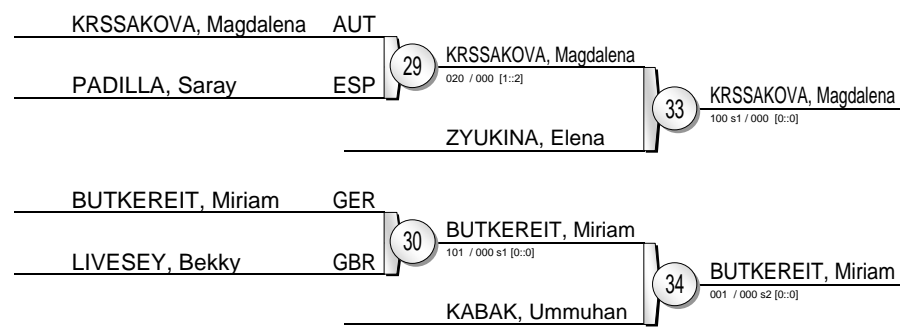 KRSSAKOVA, Magdalena AUT
29
KRSSAKOVA, Magdalena
020 / 000 [1::2]
PADILLA, Saray ESP
33
KRSSAKOVA, Magdalena
100 s1 / 000 [0::0]
ZYUKINA, Elena
BUTKEREIT, Miriam GER
30
BUTKEREIT, Miriam
101 / 000 s1 [0::0]
LIVESEY, Bekky GBR
34
BUTKEREIT, Miriam
001 / 000 s2 [0::0]
KABAK, Ummuhan